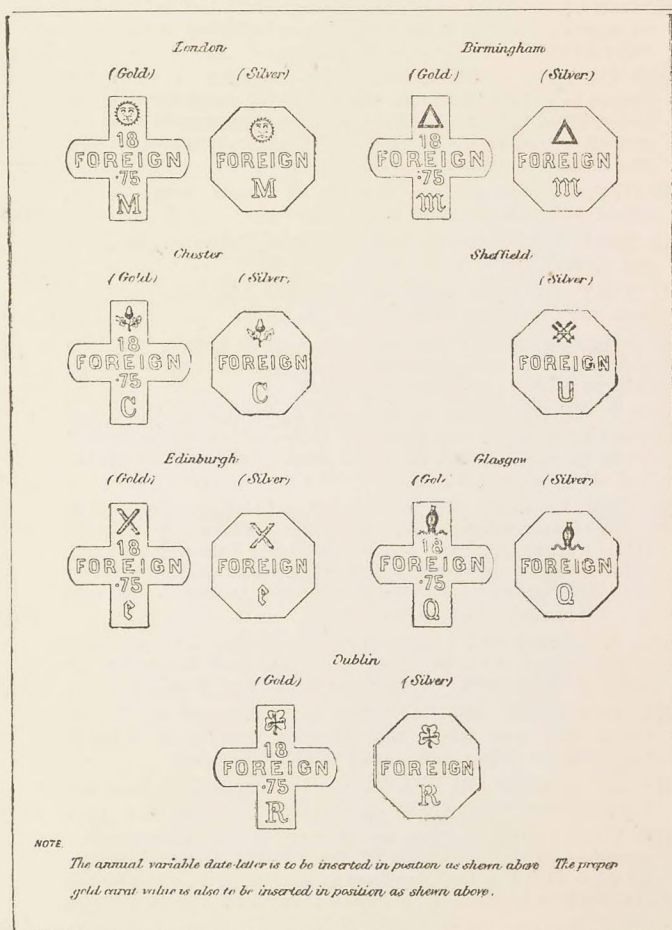 London Birmingham
(Gold) (Silver) (Gold) (Silver)
18 18
FOREIGN FOREIGN FOREIGN FOREIGN
.75 .75
M M m m
Chester Sheffield
(Gold) (Silver, (Silver)
18
FOREIGN FOREIGN FOREIGN
.75
C C U
Edinburgh Glasgow
(Gold) (Silver) (Gol (Silver)
18 18
FOREIGN FOREIGN FOREIGN FOREIGN
.75 .75
e e Q Q
Dublin
(Gold) (Silver)
18
FOREIGN FOREIGN
.75
R R
NOTE.
The annual variable date-letter is to be inserted in position as shewn above The proper
gold carat value is also to be inserted in position as shewn above.